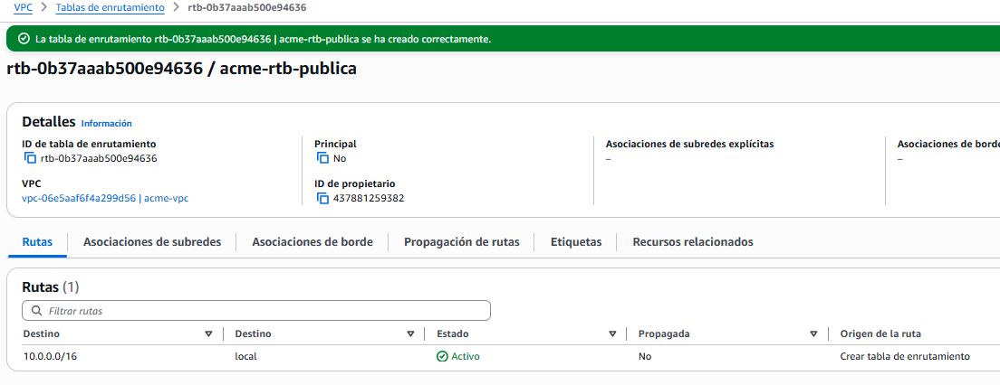 VPC > Tablas de enrutamiento > rtb-0b37aaab500e94636
La tabla de enrutamiento rtb-0b37aaab500e94636 | acme-rtb-publica se ha creado correctamente.
rtb-0b37aaab500e94636 / acme-rtb-publica
Detalles Información
ID de tabla de enrutamiento
rtb-0b37aaab500e94636
Principal
No
Asociaciones de subredes explícitas
–
Asociaciones de borde
–
VPC
vpc-06e5aaf6f4a299d56 | acme-vpc
ID de propietario
437881259382
Rutas Asociaciones de subredes Asociaciones de borde Propagación de rutas Etiquetas Recursos relacionados
Rutas (1)
Filtrar rutas
Destino Destino Estado Propagada Origen de la ruta
10.0.0.0/16 local Activo No Crear tabla de enrutamiento